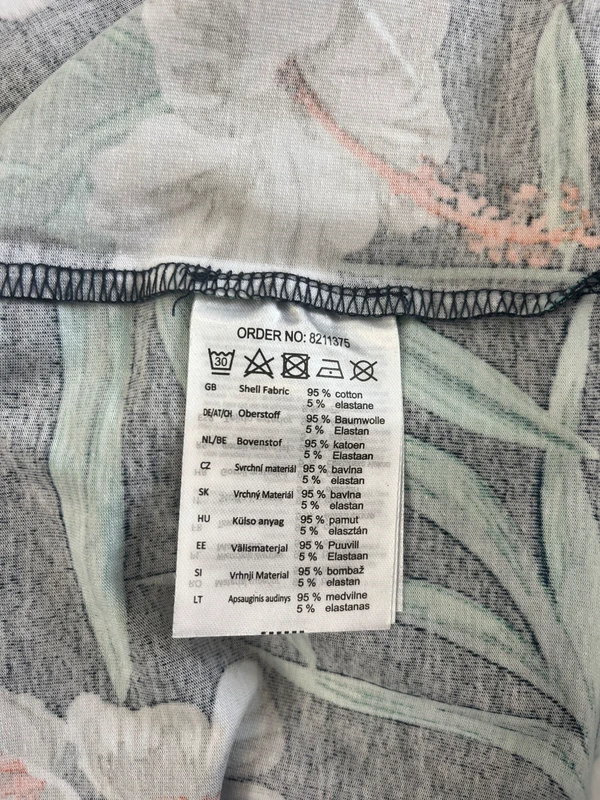 ORDER NO: 8211375
30
GB Shell Fabric 95 % cotton
5 % elastane
DE/AT/CH Oberstoff 95 % Baumwolle
5 % Elastan
NL/BE Bovenstof 95 % katoen
5 % Elastaan
CZ Svrchní materiál 95 % bavlna
5 % elastan
SK Vrchný Materiál 95 % bavlna
5 % elastan
HU Külso anyag 95 % pamut
5 % elasztán
EE Välismaterjal 95 % Puuvill
5 % Elastaan
SI Vrhnji Material 95 % bombaž
5 % elastan
LT Apsauginis audinys 95 % medvilne
5 % elastanas